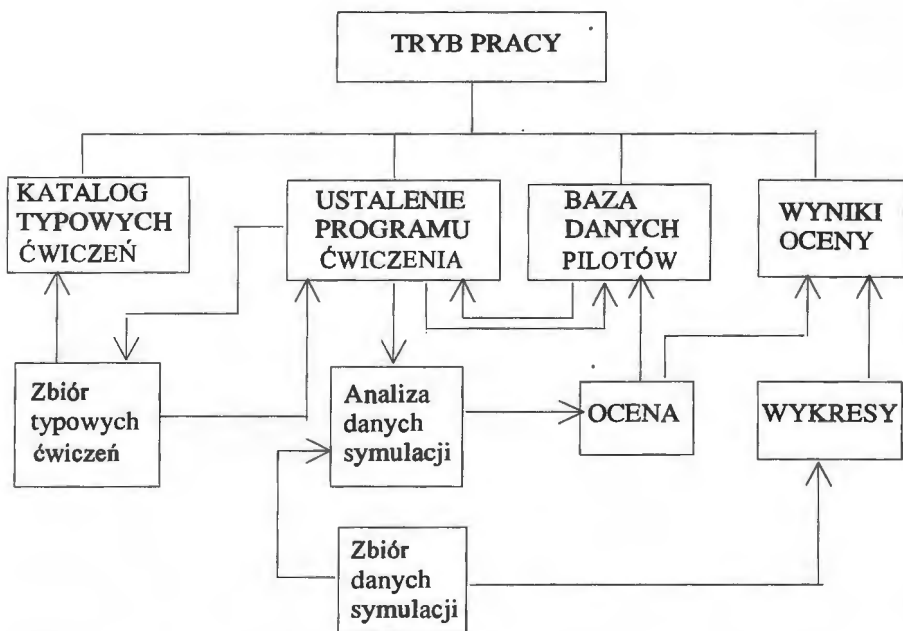 TRYB PRACY
KATALOG
TYPOWYCH
ĆWICZEŃ
USTALENIE
PROGRAMU
ĆWICZENIA
BAZA
DANYCH
PILOTÓW
WYNIKI
OCENY
Zbiór
typowych
ćwiczeń
Analiza
danych
symulacji
OCENA
WYKRESY
Zbiór
danych
symulacji